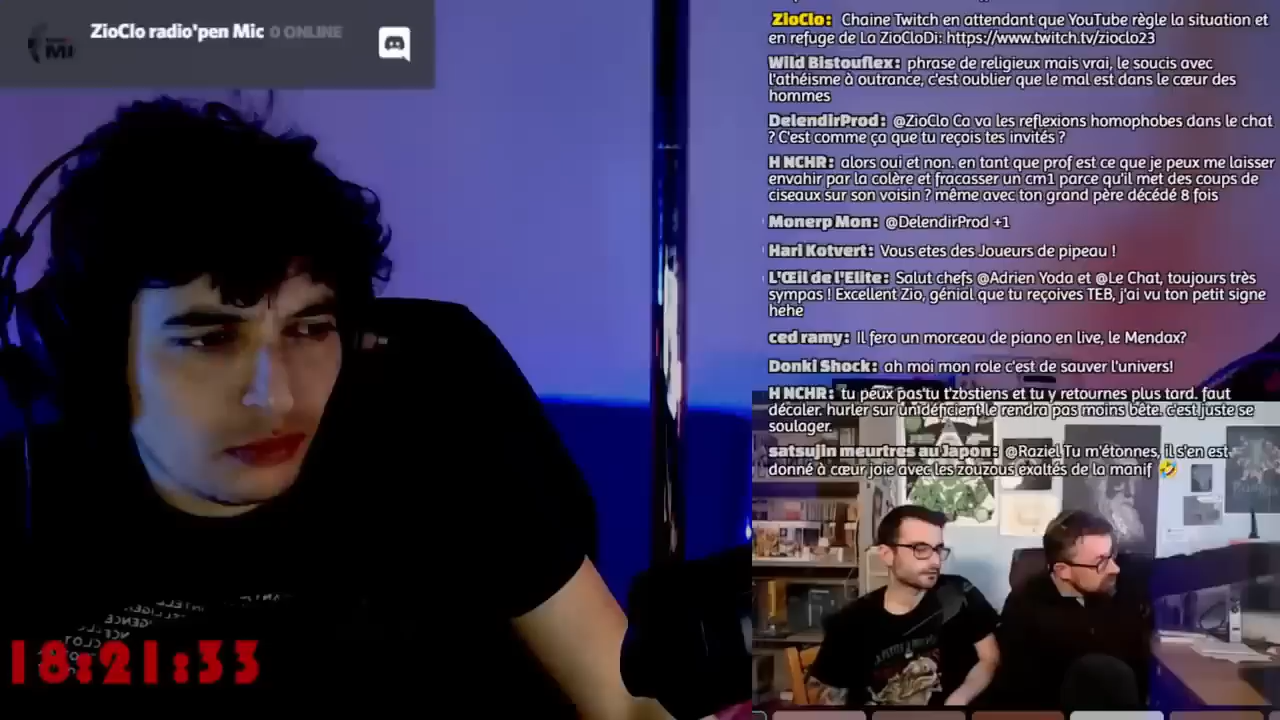 ZioClo radio'pen Mic 0 ONLINE
MI
ZioClo: Chaine Twitch en attendant que YouTube règle la situation et
en refuge de La ZioCloDi: https://www.twitch.tv/zioclo23
Wild Bistouflex: phrase de religieux mais vrai, le soucis avec
l'athéisme à outrance, c'est oublier que le mal est dans le cœur des
hommes
DelendirProd: @ZioClo Ca va les reflexions homophobes dans le chat
? C'est comme ça que tu reçois tes invités ?
H NCHR: alors oui et non. en tant que prof est ce que je peux me laisser
envahir par la colère et fracasser un cm1 parce qu'il met des coups de
ciseaux sur son voisin ? même avec ton grand père décédé 8 fois
Monerp Mon: @DelendirProd +1
Hari Kotvert: Vous etes des Joueurs de pipeau !
L'Œil de l'Elite: Salut chefs @Adrien Yoda et @Le Chat, toujours très
sympas ! Excellent Zio, génial que tu reçoives TEB, j'ai vu ton petit signe
hehe
ced ramy: Il fera un morceau de piano en live, le Mendax?
Donki Shock: ah moi mon role c'est de sauver l'univers!
H NCHR: tu peux pas tu t'zbstiens et tu y retournes plus tard. faut
décaler. hurler sur un déficient le rendra pas moins bête. c'est juste se
soulager.
satsujin meurtres au Japon: @Raziel Tu m'étonnes, il s'en est
donné à cœur joie avec les zouzous exaltés de la manif 🤣
18:21:33